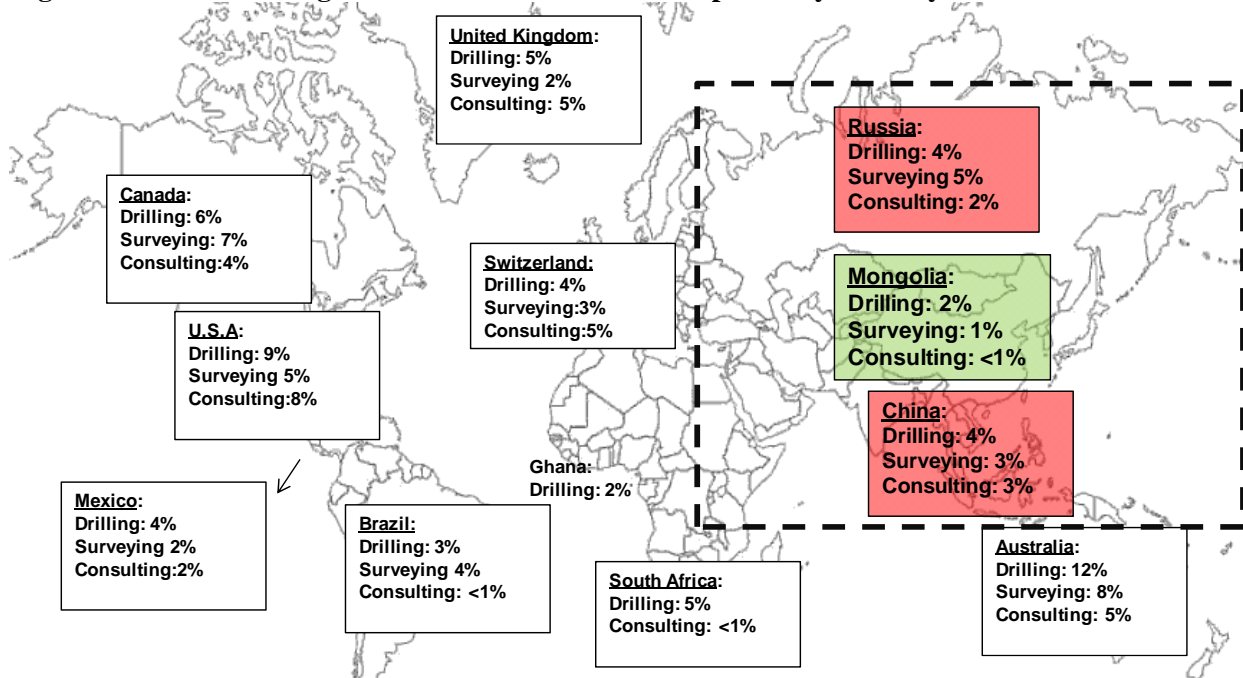 United Kingdom:
Drilling: 5%
Surveying 2%
Consulting: 5%
Russia:
Drilling: 4%
Surveying 5%
Consulting: 2%
Canada:
Drilling: 6%
Surveying: 7%
Consulting:4%
Switzerland:
Drilling: 4%
Surveying:3%
Consulting:5%
Mongolia:
Drilling: 2%
Surveying: 1%
Consulting: <1%
U.S.A:
Drilling: 9%
Surveying 5%
Consulting:8%
China:
Drilling: 4%
Surveying: 3%
Consulting: 3%
Ghana:
Drilling: 2%
Mexico:
Drilling: 4%
Surveying 2%
Consulting:2%
Brazil:
Drilling: 3%
Surveying 4%
Consulting: <1%
South Africa:
Drilling: 5%
Consulting: <1%
Australia:
Drilling: 12%
Surveying: 8%
Consulting: 5%